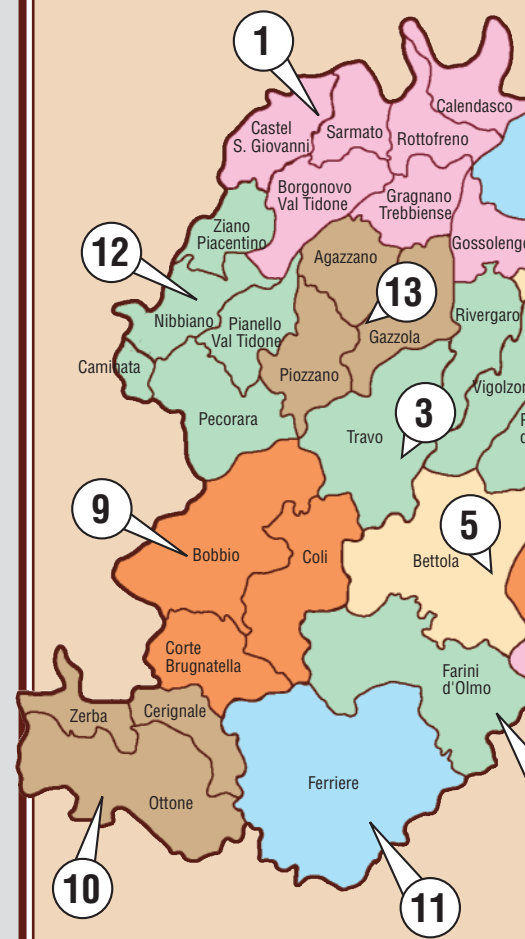 1
Calendasco
Castel
S. Giovanni
Sarmato
Rottofreno
Borgonovo
Val Tidone
Gragnano
Trebbiense
Ziano
Piacentino
Gossolengo
12
Agazzano
13
Nibbiano
Pianello
Val Tidone
Gazzola
Rivergaro
Caminata
Piozzano
Vigolzon
Pecorara
Travo
3
9
5
Bobbio
Coli
Bettola
Corte
Brugnatella
Farini
d'Olmo
Zerba
Cerignale
Ferriere
Ottone
10
11